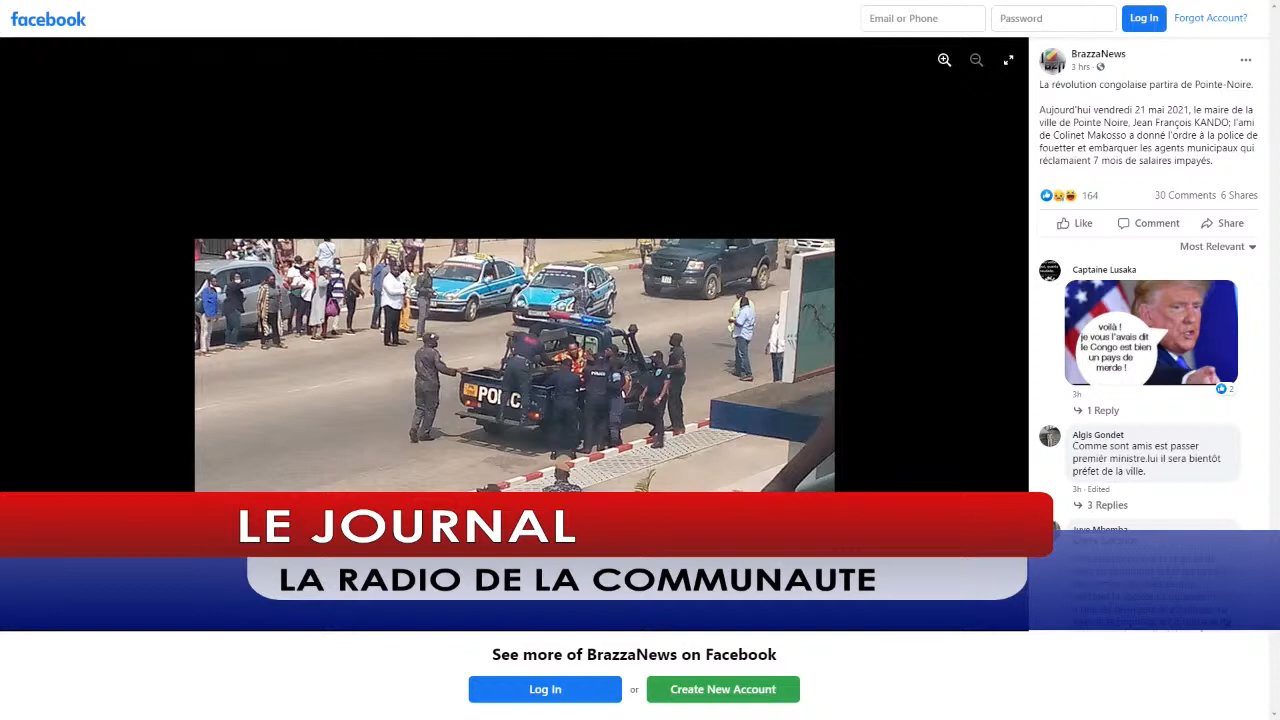 facebook
Email or Phone
Password
Log In
Forgot Account?
BrazzaNews
3 hrs ·
La révolution congolaise partira de Pointe-Noire.
Aujourd'hui vendredi 21 mai 2021, le maire de la
ville de Pointe Noire, Jean François KANDO; l'ami
de Colinet Makosso a donné l'ordre à la police de
fouetter et embarquer les agents municipaux qui
réclamaient 7 mois de salaires impayés.
164
30 Comments 6 Shares
Like
Comment
Share
Most Relevant
Captaine Lusaka
voilà !
je vous l'avais dit
le Congo est bien
un pays de
merde !
2
3h
1 Reply
Algis Gondet
Comme sont amis est passer
premièr ministre.lui il sera bientôt
préfet de la ville.
3h · Edited
3 Replies
POLICE
LE JOURNAL
LA RADIO DE LA COMMUNAUTE
See more of BrazzaNews on Facebook
Log In
or
Create New Account